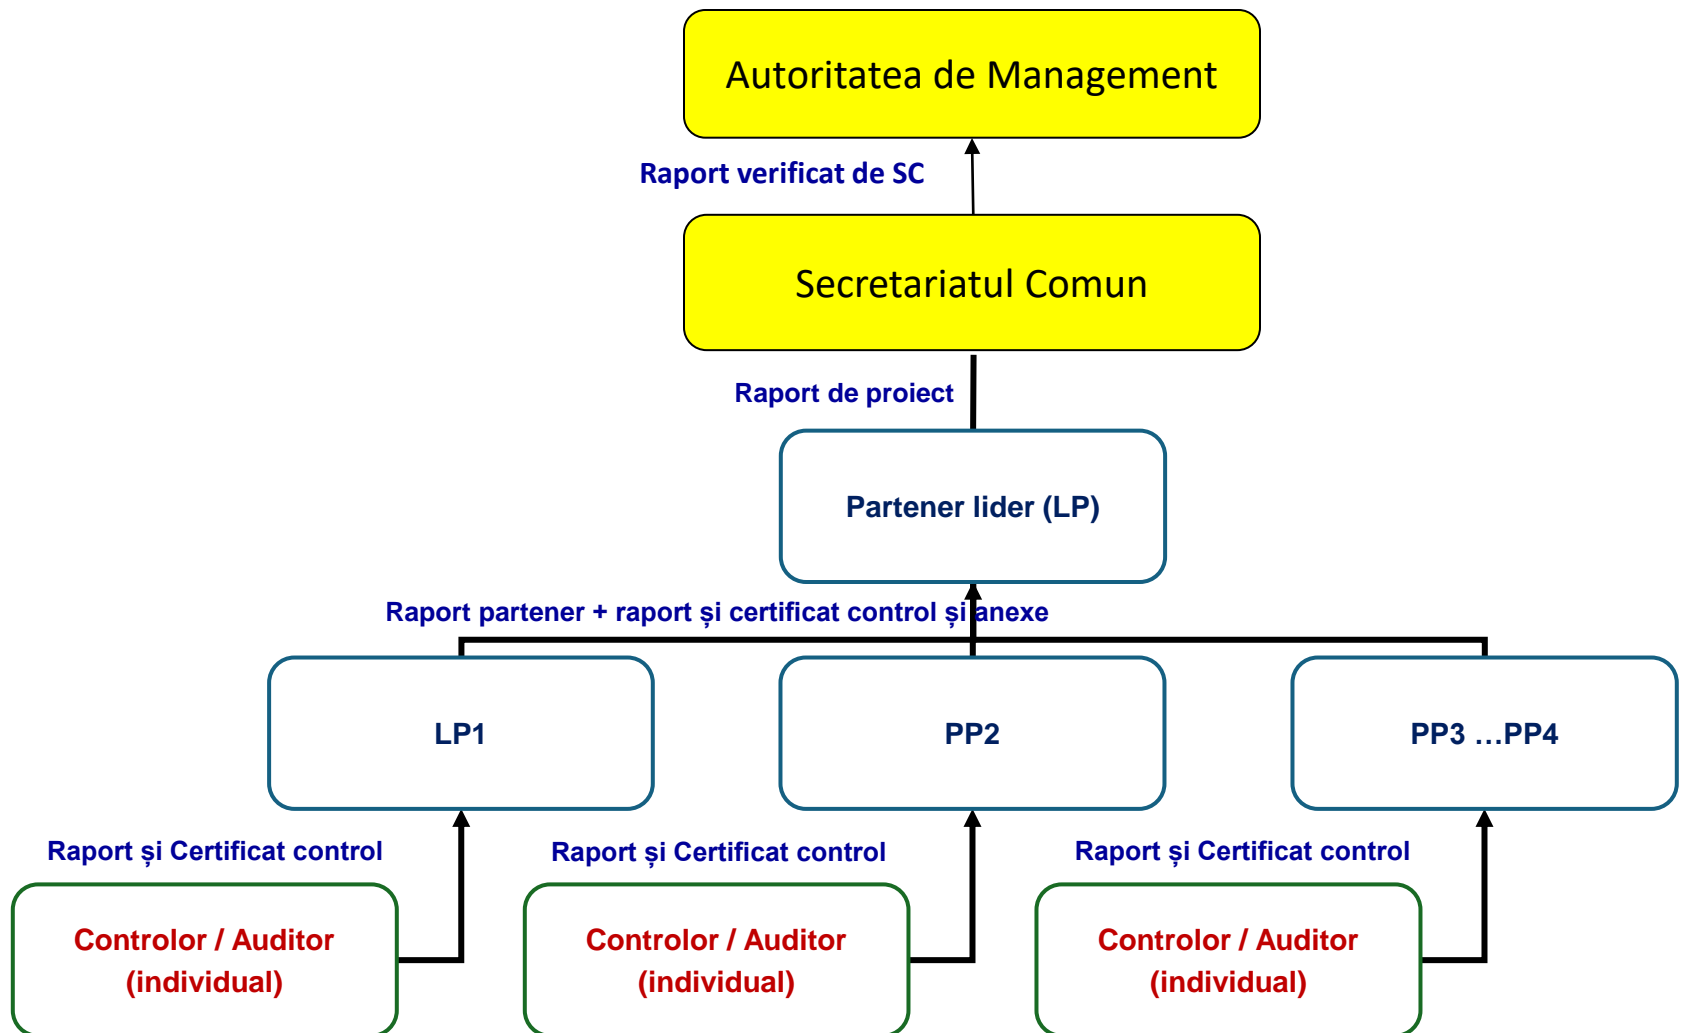 Autoritatea de Management
Raport verificat de SC
Secretariatul Comun
Raport de proiect
Partener lider (LP)
Raport partener + raport și certificat control și anexe
LP1
PP2
PP3 …PP4
Raport și Certificat control
Raport și Certificat control
Raport și Certificat control
Controlor / Auditor
(individual)
Controlor / Auditor
(individual)
Controlor / Auditor
(individual)